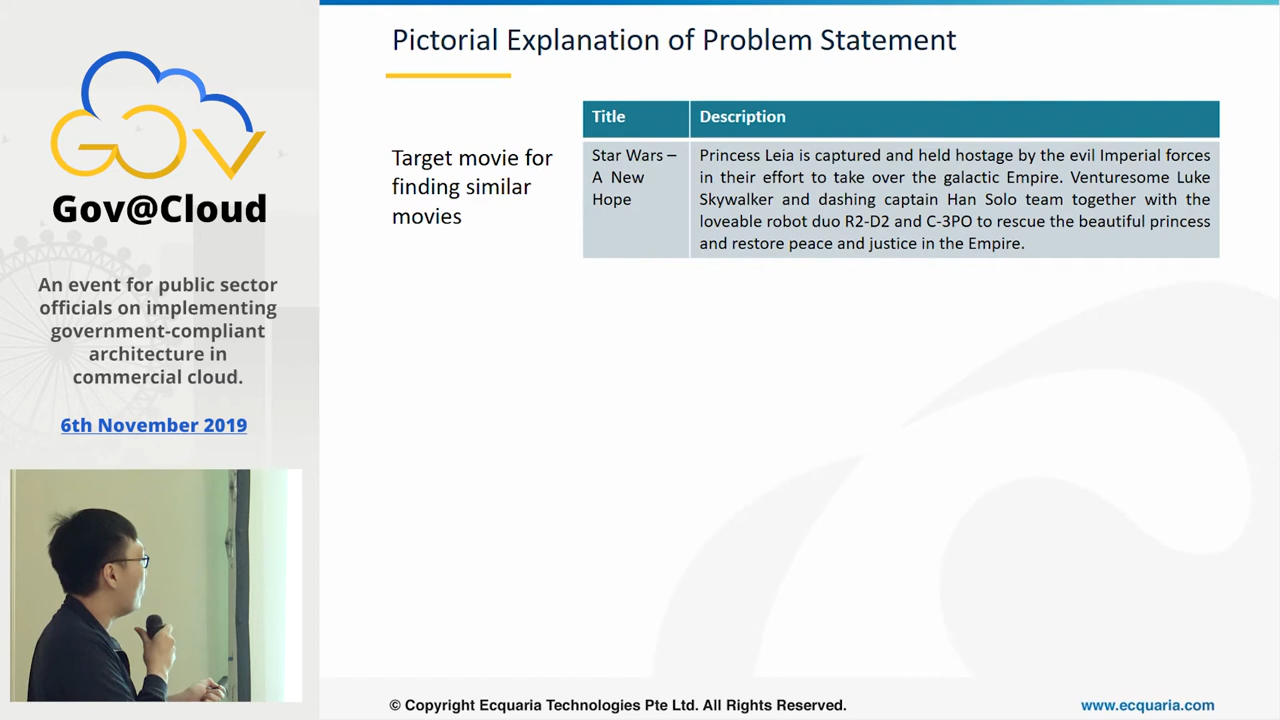 GOV
Gov@Cloud
An event for public sector
officials on implementing
government-compliant
architecture in
commercial cloud.
6th November 2019
Pictorial Explanation of Problem Statement
Target movie for
finding similar
movies
Title
Description
Star Wars –
A New
Hope
Princess Leia is captured and held hostage by the evil Imperial forces
in their effort to take over the galactic Empire. Venturesome Luke
Skywalker and dashing captain Han Solo team together with the
loveable robot duo R2-D2 and C-3PO to rescue the beautiful princess
and restore peace and justice in the Empire.
© Copyright Ecquaria Technologies Pte Ltd. All Rights Reserved.
www.ecquaria.com